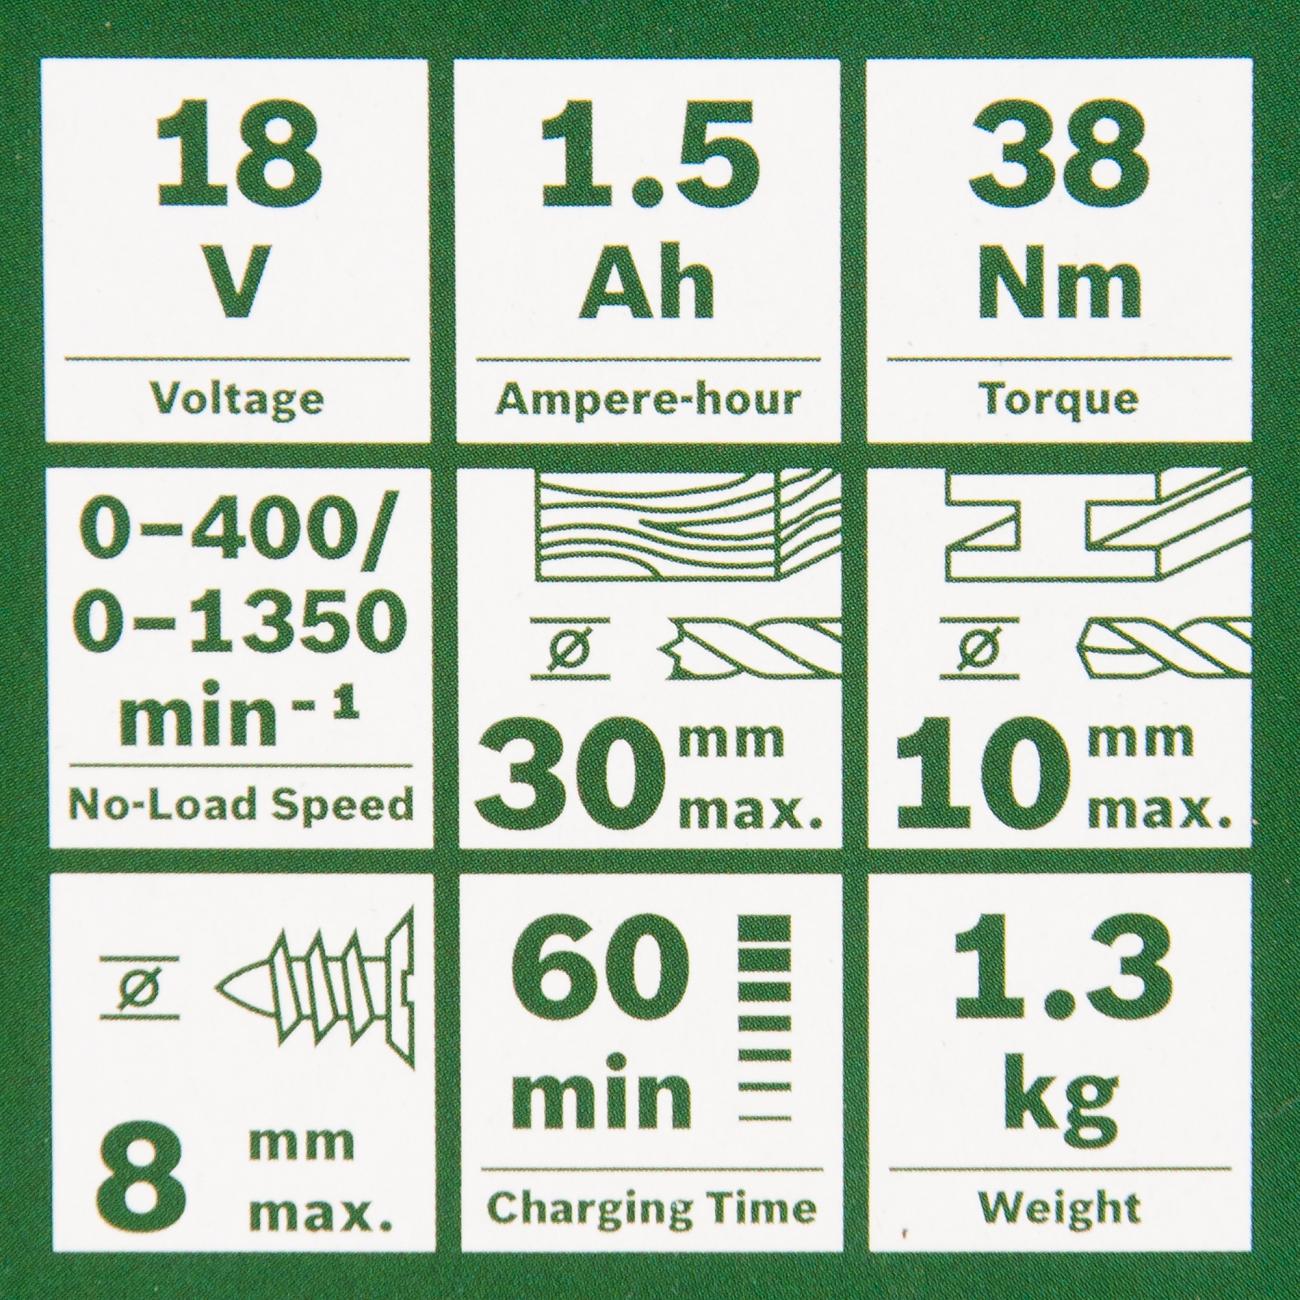 18
V
Voltage
1.5
Ah
Ampere-hour
38
Nm
Torque
0–400/
0–1350
min⁻¹
No-Load Speed
Ø
30 mm
max.
Ø
10 mm
max.
Ø
8 mm
max.
60
min
Charging Time
1.3
kg
Weight